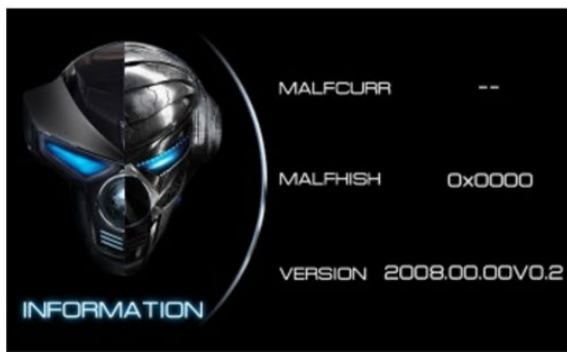 MALFCURR --
MALFHISH 0x0000
VERSION 2008.00.00V0.2
INFORMATION